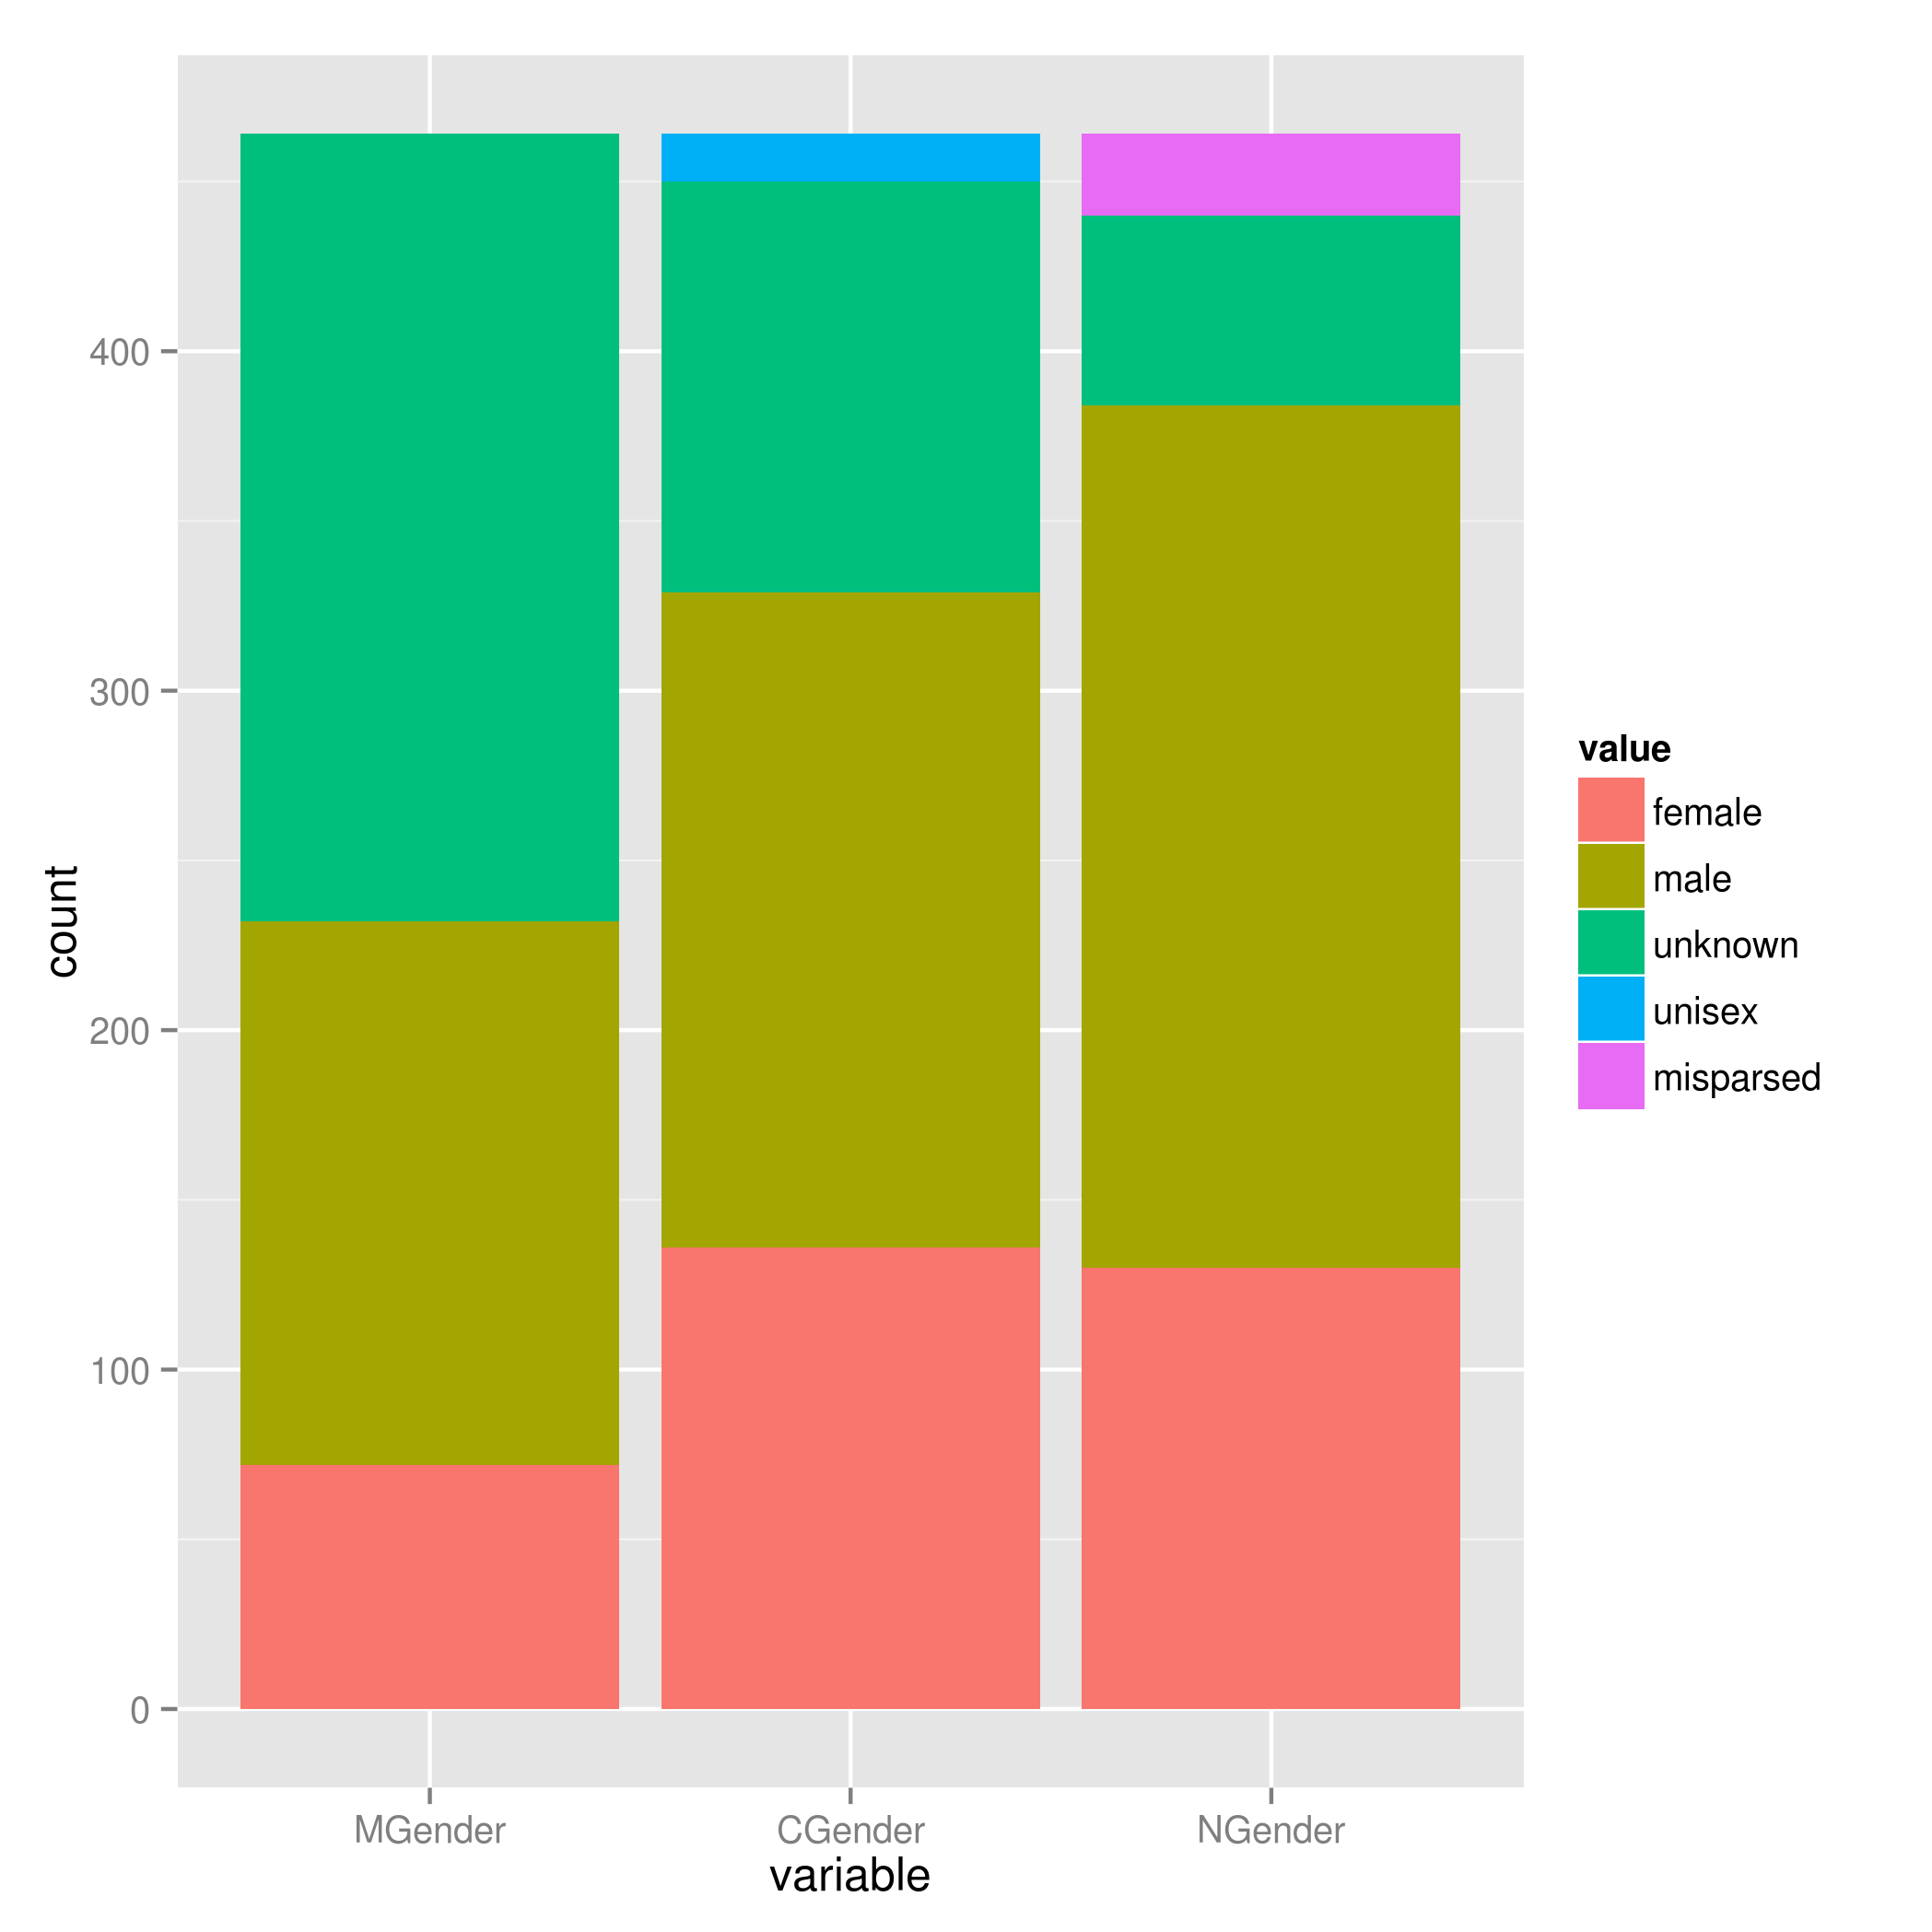 count
400
300
200
100
0
MGender
CGender
NGender
variable
value
female
male
unknown
unisex
misparsed